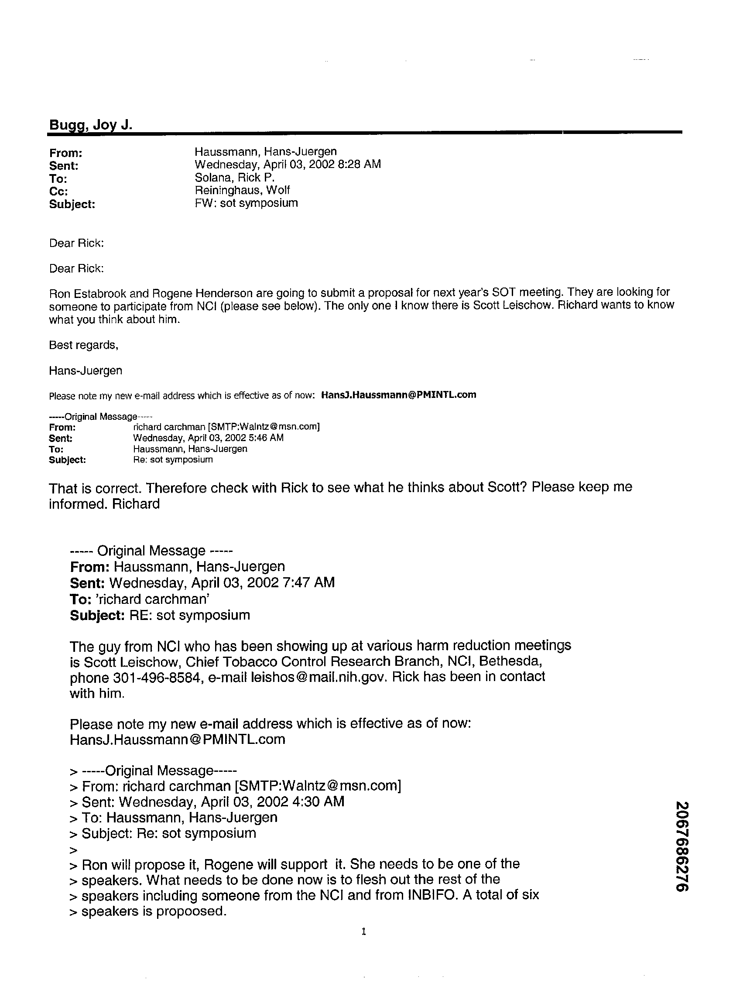 Bugg, Joy J.
From: Haussmann, Hans-Juergen
Sent: Wednesday, April 03, 2002 8:28 AM
To: Solana, Rick P.
Cc: Reininghaus, Wolf
Subject: FW: sot symposium
Dear Rick:
Dear Rick:
Ron Estabrook and Rogene Henderson are going to submit a proposal for next year's SOT meeting. They are looking for
someone to participate from NCI (please see below). The only one I know there is Scott Leischow. Richard wants to know
what you think about him.
Best regards,
Hans-Juergen
Please note my new e-mail address which is effective as of now: HansJ.Haussmann@PMINTL.com
-----Original Message-----
From: richard carchman [SMTP:Walntz@msn.com]
Sent: Wednesday, April 03, 2002 5:46 AM
To: Haussmann, Hans-Juergen
Subject: Re: sot symposium
That is correct. Therefore check with Rick to see what he thinks about Scott? Please keep me
informed. Richard
----- Original Message -----
From: Haussmann, Hans-Juergen
Sent: Wednesday, April 03, 2002 7:47 AM
To: 'richard carchman'
Subject: RE: sot symposium
The guy from NCI who has been showing up at various harm reduction meetings
is Scott Leischow, Chief Tobacco Control Research Branch, NCI, Bethesda,
phone 301-496-8584, e-mail leishos@mail.nih.gov. Rick has been in contact
with him.
Please note my new e-mail address which is effective as of now:
HansJ.Haussmann@PMINTL.com
> -----Original Message-----
> From: richard carchman [SMTP:Walntz@msn.com]
> Sent: Wednesday, April 03, 2002 4:30 AM
> To: Haussmann, Hans-Juergen
> Subject: Re: sot symposium
>
> Ron will propose it, Rogene will support it. She needs to be one of the
> speakers. What needs to be done now is to flesh out the rest of the
> speakers including someone from the NCI and from INBIFO. A total of six
> speakers is propoosed.
1
2067686276